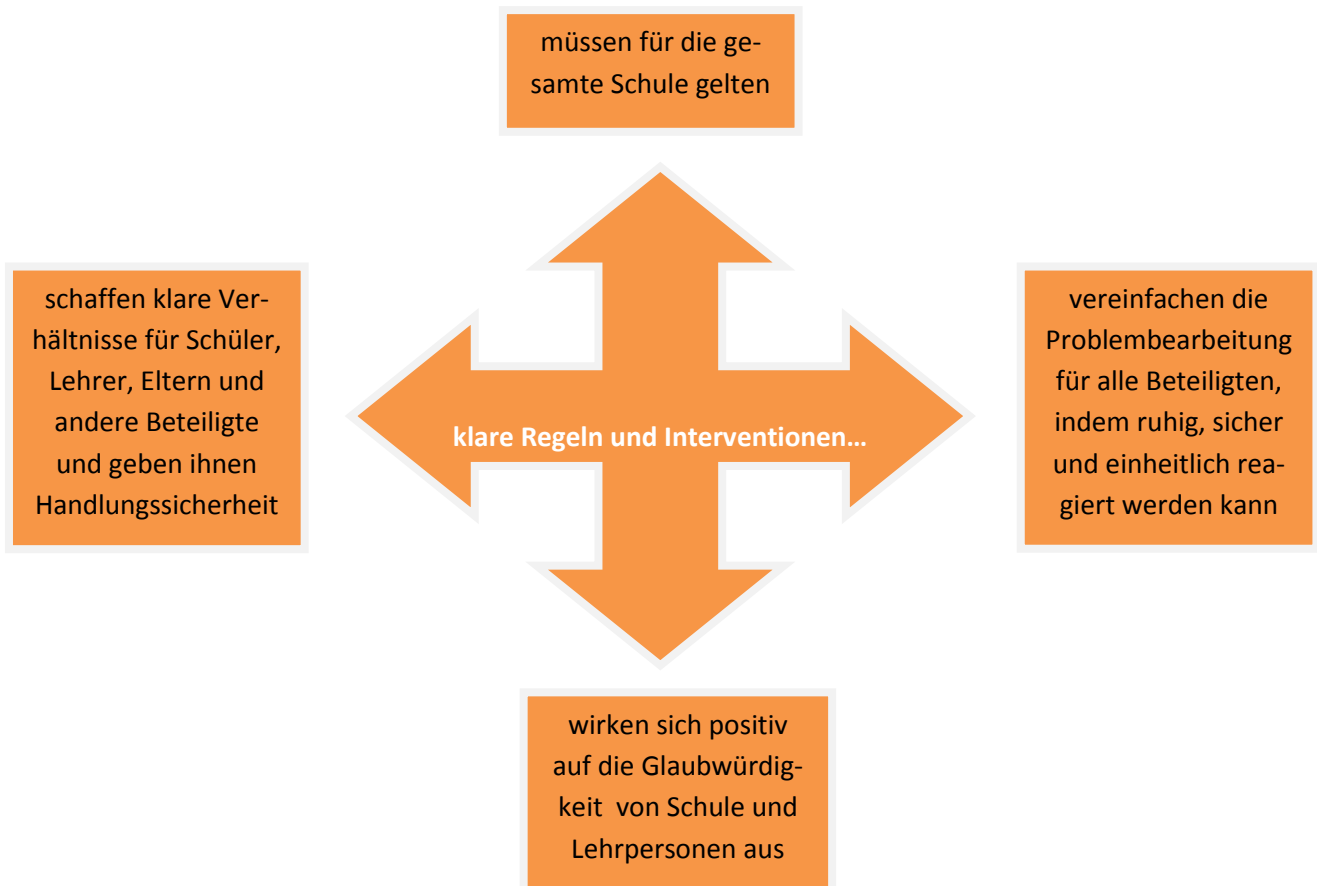 müssen für die ge-
samte Schule gelten
schaffen klare Ver-
hältnisse für Schüler,
Lehrer, Eltern und
andere Beteiligte
und geben ihnen
Handlungssicherheit
klare Regeln und Interventionen…
vereinfachen die
Problembearbeitung
für alle Beteiligten,
indem ruhig, sicher
und einheitlich rea-
giert werden kann
wirken sich positiv
auf die Glaubwürdig-
keit  von Schule und
Lehrpersonen aus